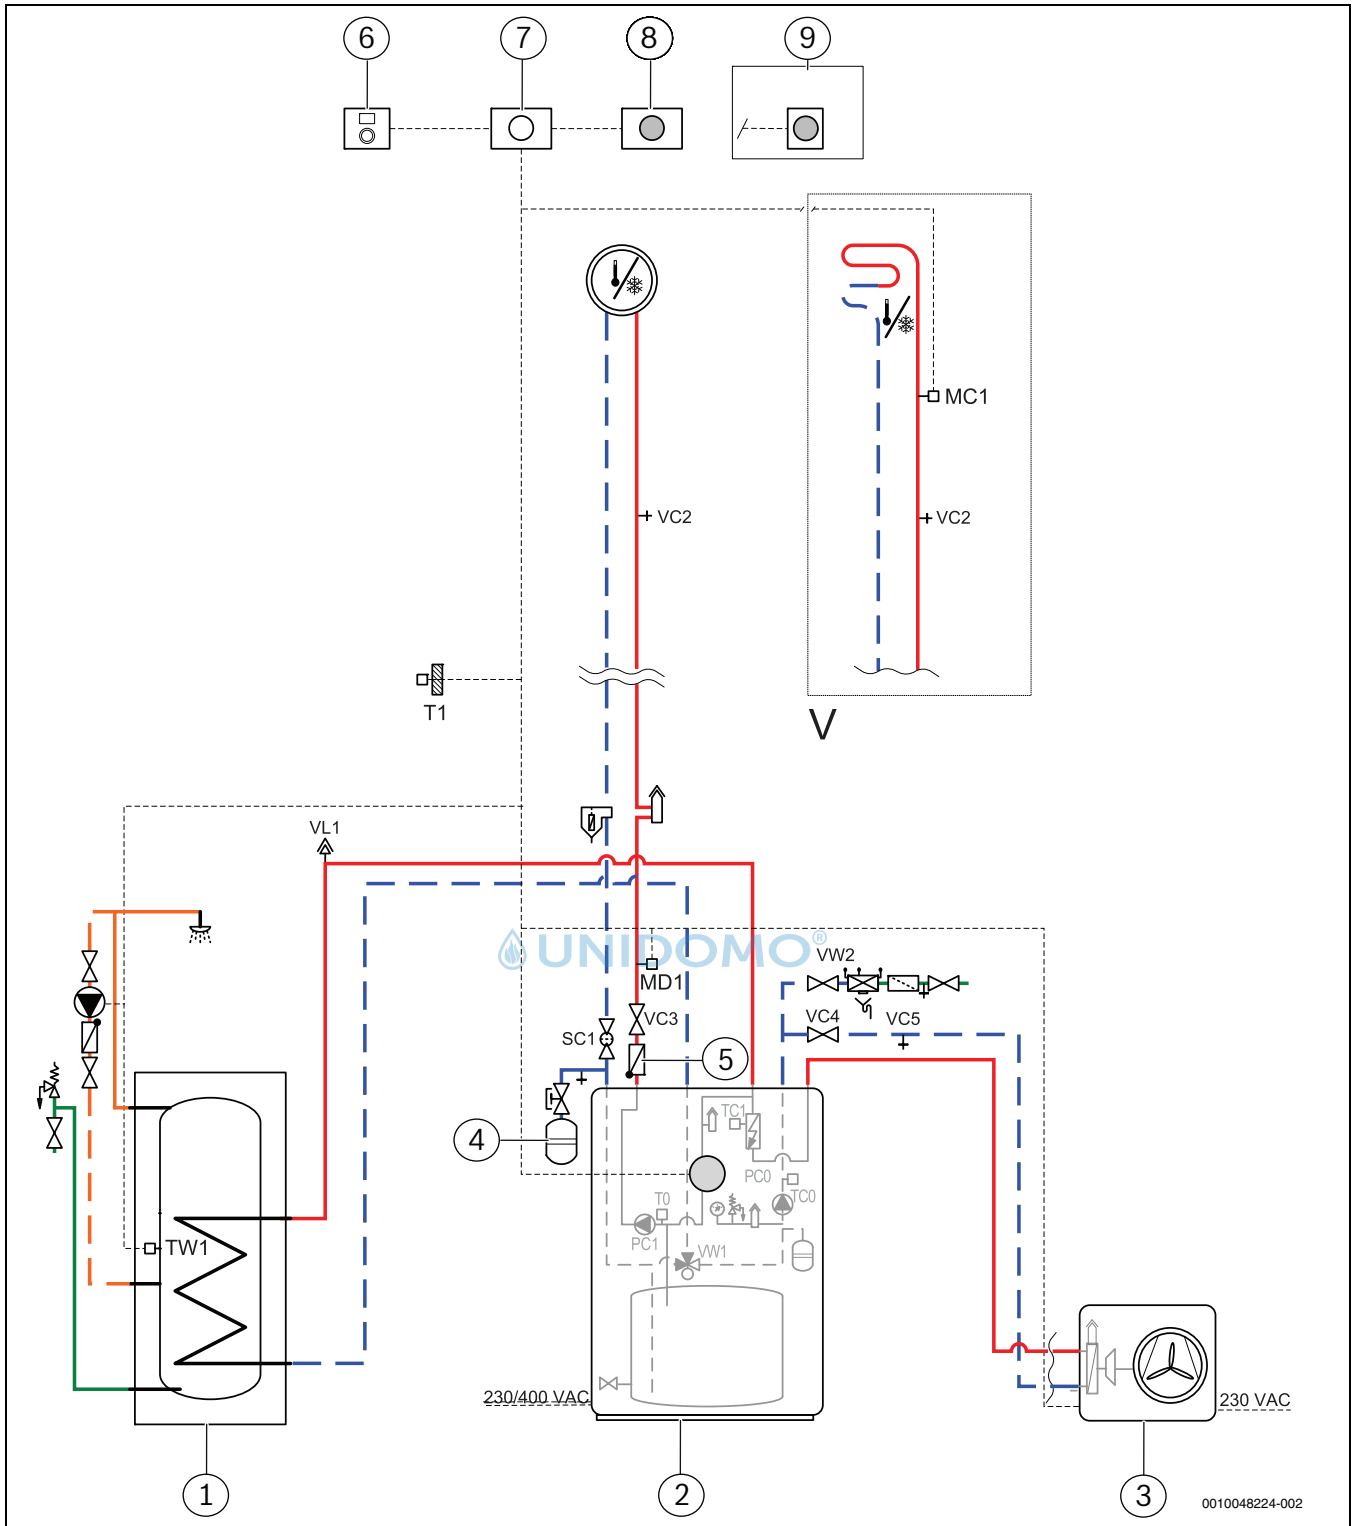 6
7
8
9
MC1
VC2
VC2
T1
V
VL1
UNIDOMO®
VW2
MD1
VC3
VC4
VC5
SC1
5
4
TC1
PC0
TC0
T0
PC1
VW1
TW1
230/400 VAC
230 VAC
1
2
3
0010048224-002